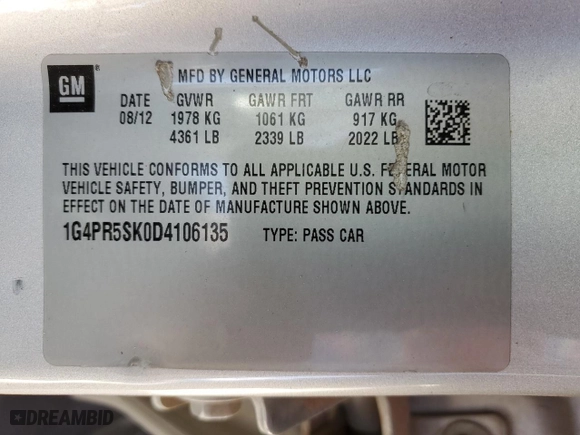 GM ®
MFD BY GENERAL MOTORS LLC
DATE GVWR GAWR FRT GAWR RR
08/12 1978 KG 1061 KG 917 KG
4361 LB 2339 LB 2022 LB
THIS VEHICLE CONFORMS TO ALL APPLICABLE U.S. FEDERAL MOTOR
VEHICLE SAFETY, BUMPER, AND THEFT PREVENTION STANDARDS IN
EFFECT ON THE DATE OF MANUFACTURE SHOWN ABOVE.
1G4PR5SK0D4106135 TYPE: PASS CAR
DREAMBID